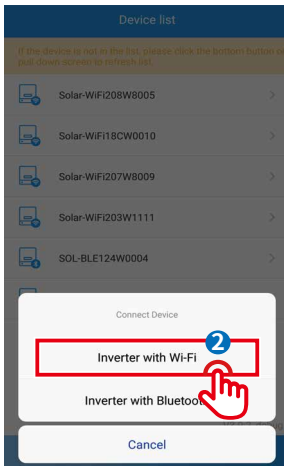 Device list
If the device is not in the list, please click the bottom button or
pull down screen to refresh list.
Solar-WiFi208W8005
Solar-WiFi18CW0010
Solar-WiFi207W8009
Solar-WiFi203W1111
SOL-BLE124W0004
Connect Device
2
Inverter with Wi-Fi
Inverter with Bluetoot
Cancel